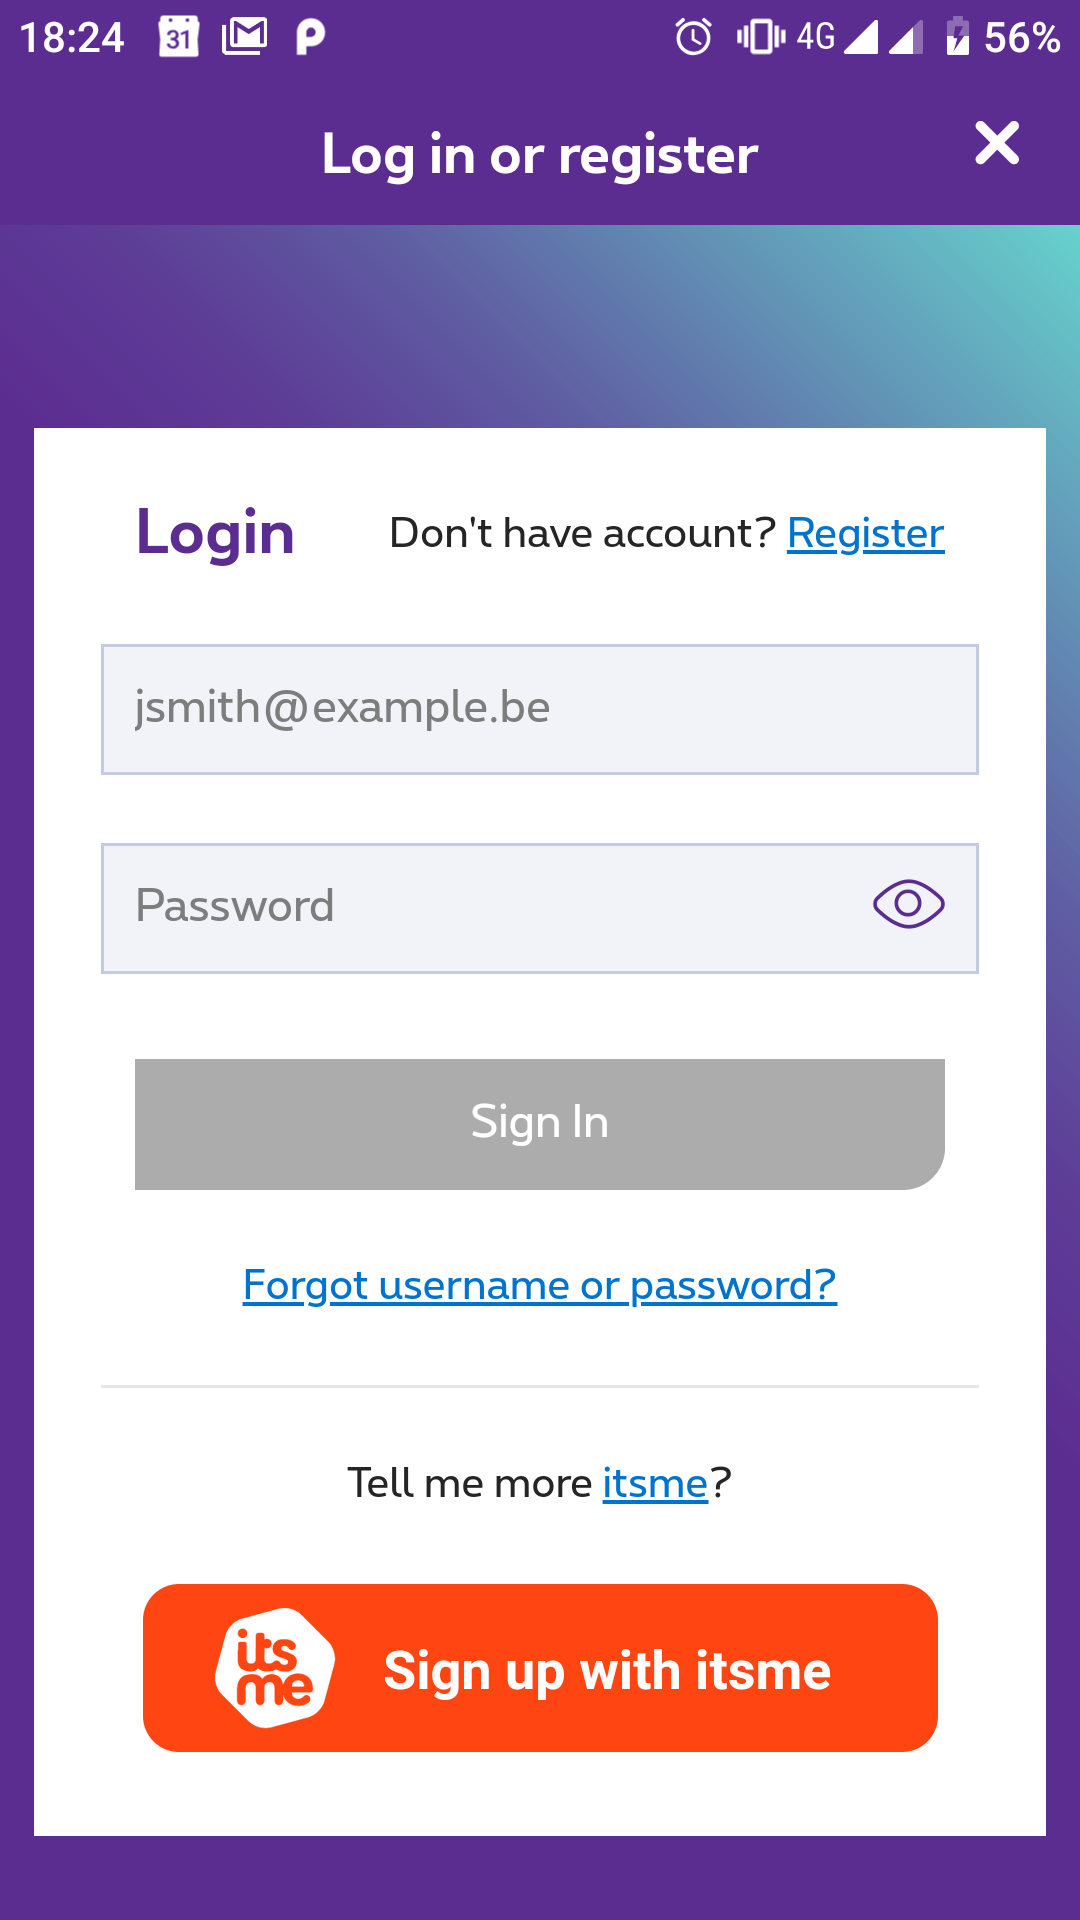 18:24 31 4G 56%
Log in or register
Login Don't have account? Register
jsmith@example.be
Password
Sign In
Forgot username or password?
Tell me more itsme?
its
me
Sign up with itsme